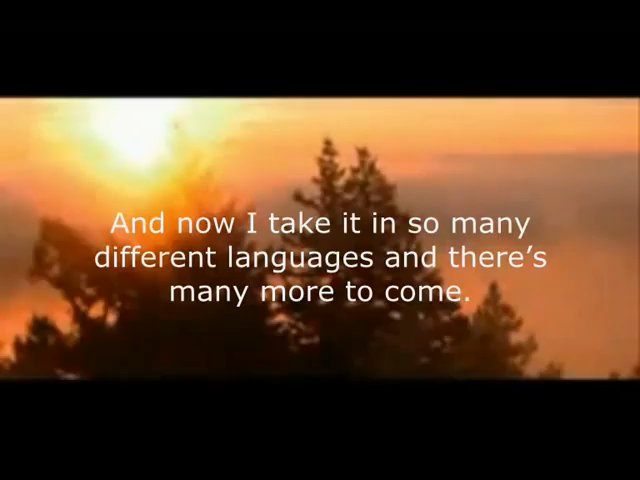 And now I take it in so many
different languages and there’s
many more to come.